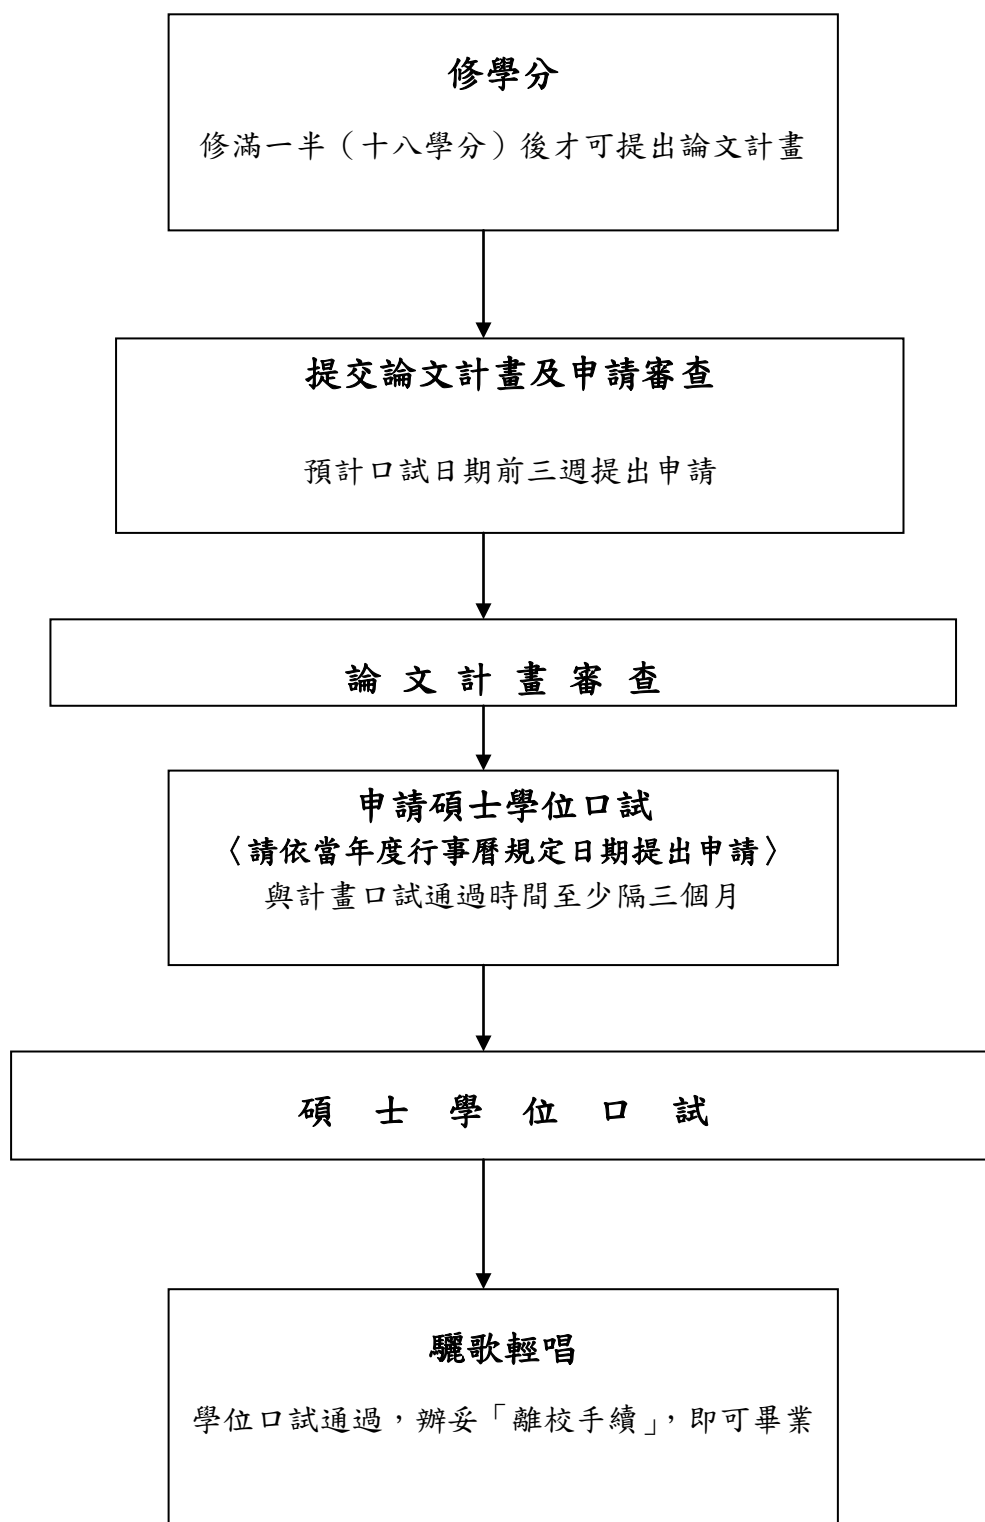 修學分
修滿一半（十八學分）後才可提出論文計畫
提交論文計畫及申請審查
預計口試日期前三週提出申請
論 文 計 畫 審 查
申請碩士學位口試
〈請依當年度行事曆規定日期提出申請〉
與計畫口試通過時間至少隔三個月
碩 士 學 位 口 試
驪歌輕唱
學位口試通過，辦妥「離校手續」，即可畢業